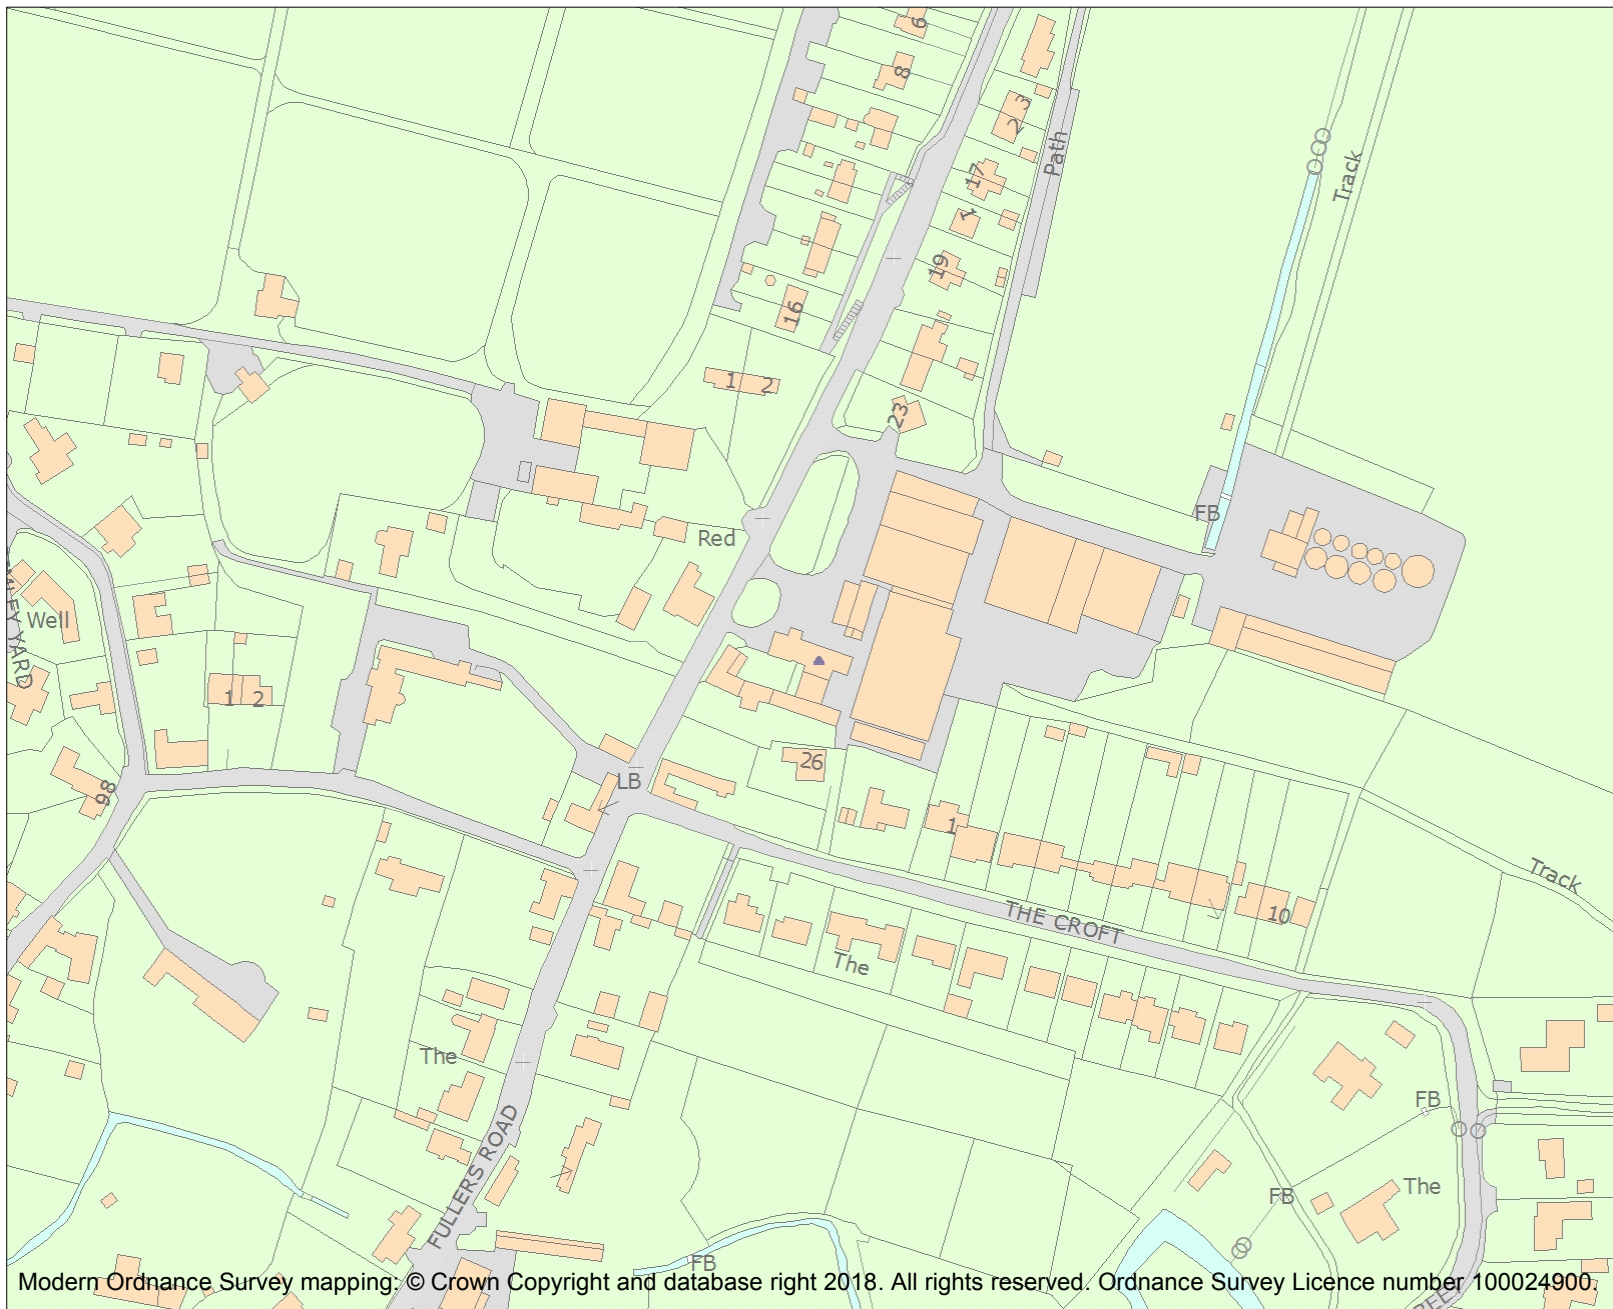 6
8
3
2
Path
17
Track
1
19
16
1 2
23
FB
Red
Well
LEY YARD
1 2
26
LB
98
1
Track
10
THE CROFT
The
The
FB
The
FB
FULLERS ROAD
FB
Modern Ordnance Survey mapping: © Crown Copyright and database right 2018. All rights reserved. Ordnance Survey Licence number 100024900.